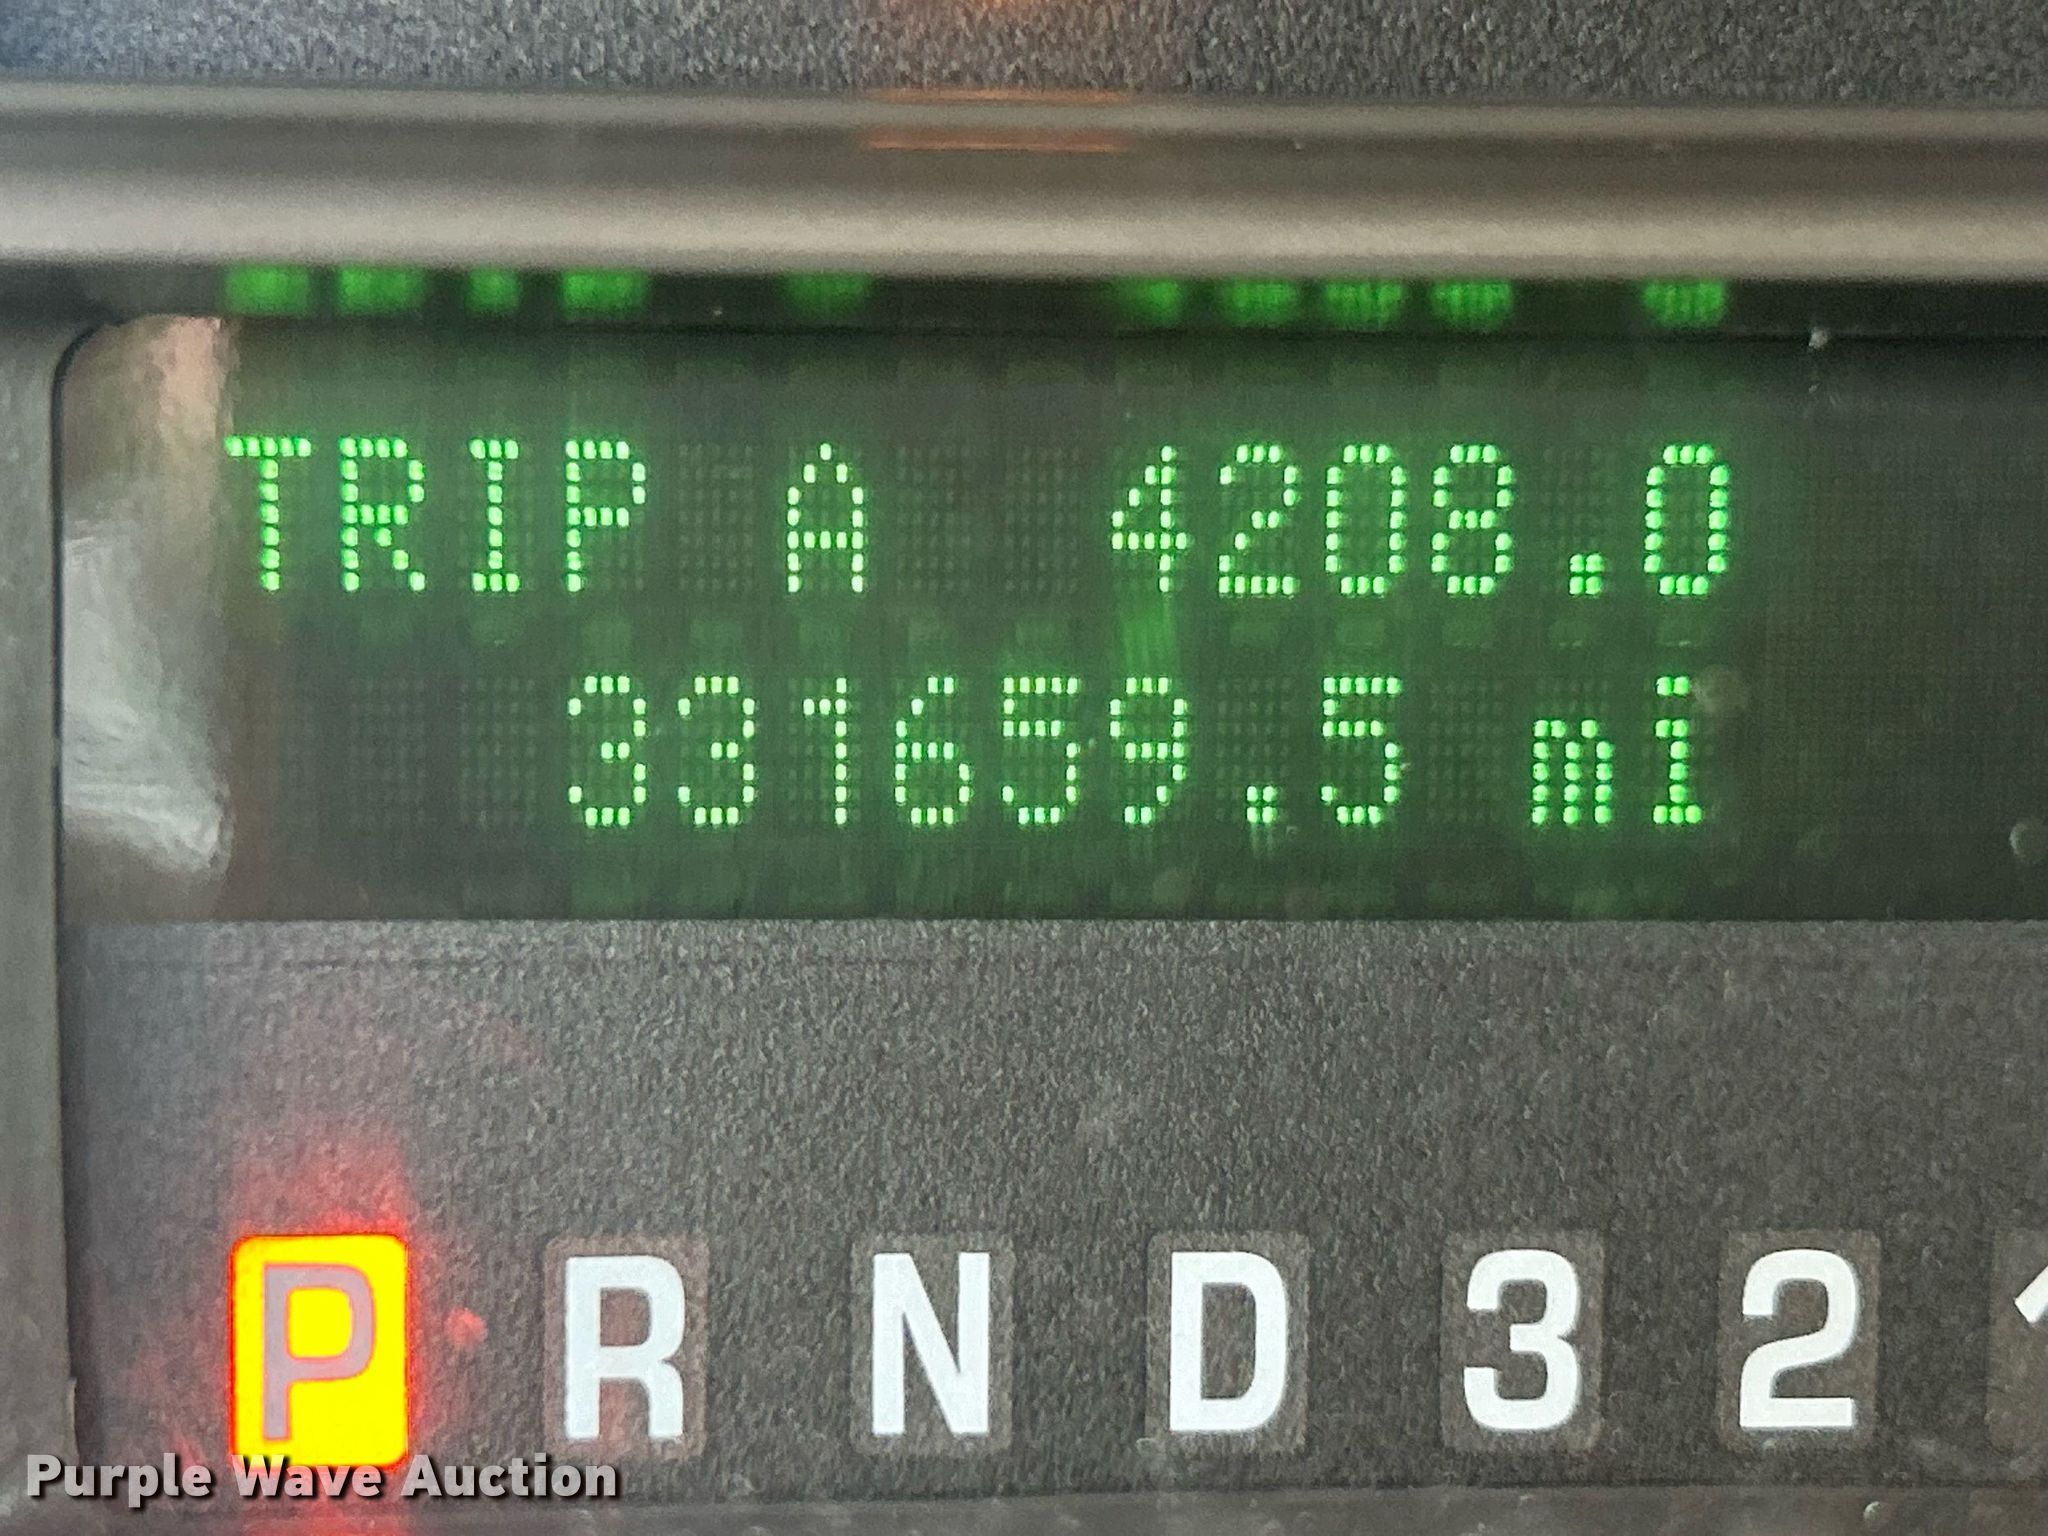 TRIP A 4208.0
331659.5 mi
P R N D 3 2
Purple Wave Auction